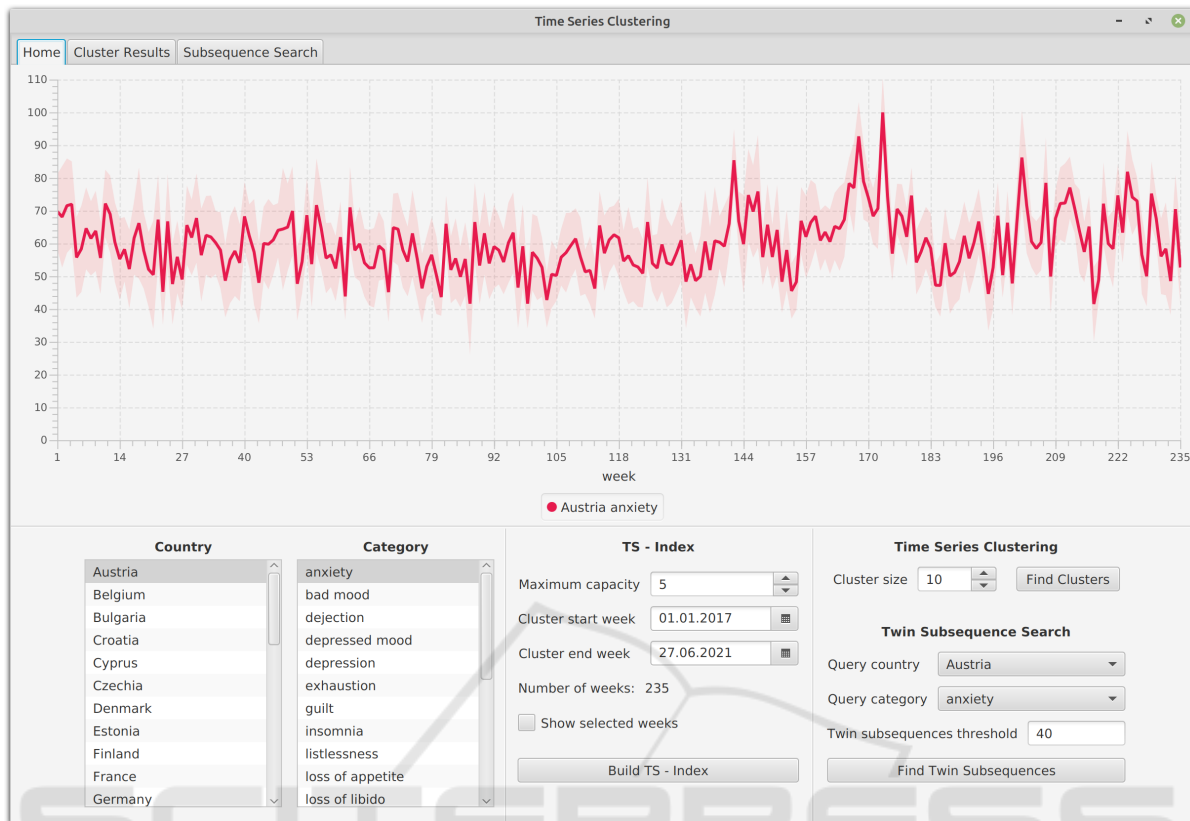 Time Series Clustering
Home Cluster Results Subsequence Search
110
100
90
80
70
60
50
40
30
20
10
0
1 14 27 40 53 66 79 92 105 118 131 144 157 170 183 196 209 222 235
week
Austria anxiety
Country Category TS - Index Time Series Clustering
Austria anxiety
Belgium bad mood
Bulgaria dejection
Croatia depressed mood
Cyprus depression
Czechia exhaustion
Denmark guilt
Estonia insomnia
Finland listlessness
France loss of appetite
Germany loss of libido
Maximum capacity 5
Cluster start week 01.01.2017
Cluster end week 27.06.2021
Number of weeks: 235
Show selected weeks
Build TS - Index
Cluster size 10 Find Clusters
Twin Subsequence Search
Query country Austria
Query category anxiety
Twin subsequences threshold 40
Find Twin Subsequences